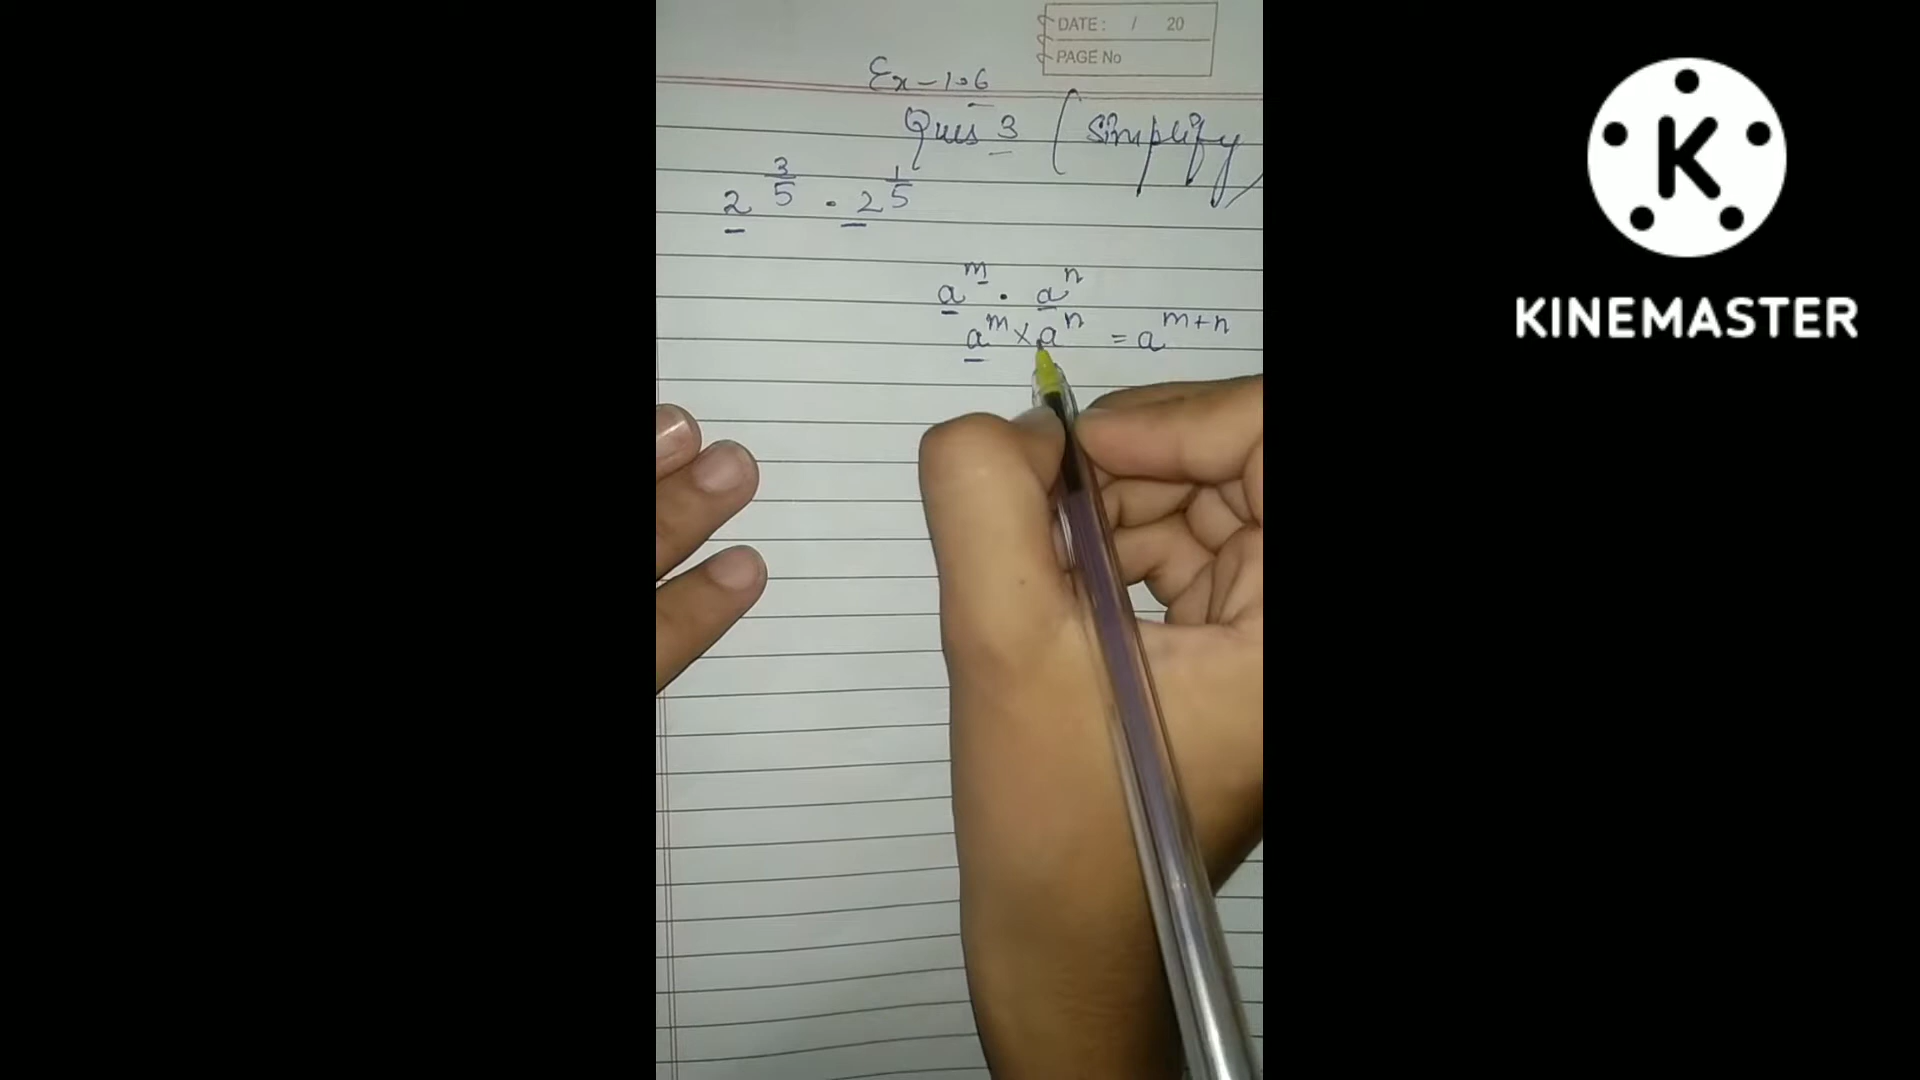 DATE: / 20
PAGE No
Ex-1.6
Ques 3 (Simplify)
2^{3/5} . 2^{1/5}
a^m . a^n
a^m × a^n = a^{m+n}
K
KINEMASTER